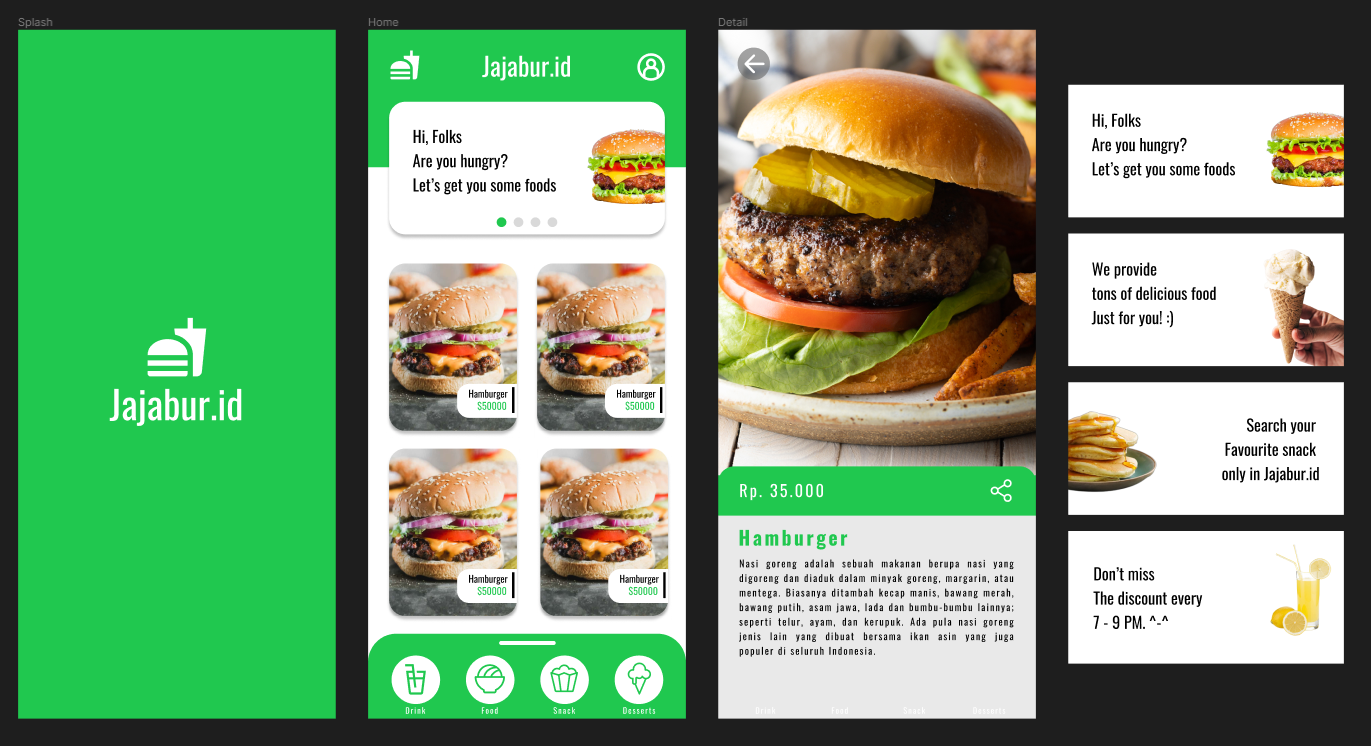 Splash
Jajabur.id
Home
Jajabur.id
Hi, Folks
Are you hungry?
Let's get you some foods
Hamburger
$50000
Hamburger
$50000
Hamburger
$50000
Hamburger
$50000
Drink
Food
Snack
Desserts
Detail
Rp. 35.000
Hamburger
Nasi goreng adalah sebuah makanan berupa nasi yang
digoreng dan diaduk dalam minyak goreng, margarin, atau
mentega. Biasanya ditambah kecap manis, bawang merah,
bawang putih, asam jawa, lada dan bumbu-bumbu lainnya;
seperti telur, ayam, dan kerupuk. Ada pula nasi goreng
jenis lain yang dibuat bersama ikan asin yang juga
populer di seluruh Indonesia.
Drink
Food
Snack
Desserts
Hi, Folks
Are you hungry?
Let's get you some foods
We provide
tons of delicious food
Just for you! :)
Search your
Favourite snack
only in Jajabur.id
Don't miss
The discount every
7 - 9 PM. ^-^